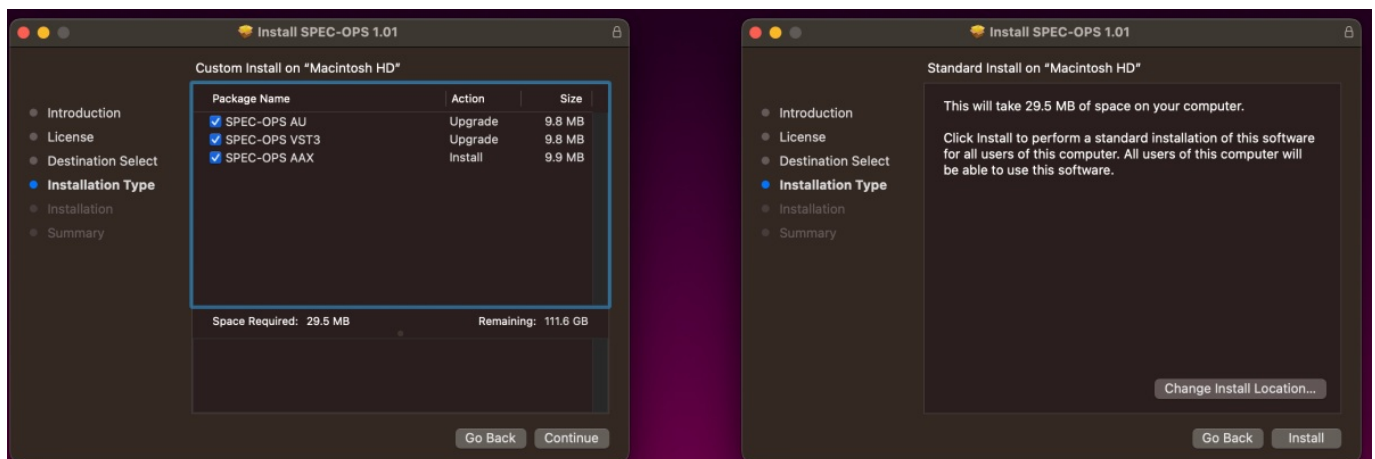 Install SPEC-OPS 1.01
Custom Install on "Macintosh HD"
Introduction
License
Destination Select
Installation Type
Installation
Summary
Package Name Action Size
SPEC-OPS AU Upgrade 9.8 MB
SPEC-OPS VST3 Upgrade 9.8 MB
SPEC-OPS AAX Install 9.9 MB
Space Required: 29.5 MB Remaining: 111.6 GB
Go Back Continue
Install SPEC-OPS 1.01
Standard Install on "Macintosh HD"
Introduction
License
Destination Select
Installation Type
Installation
Summary
This will take 29.5 MB of space on your computer.
Click Install to perform a standard installation of this software
for all users of this computer. All users of this computer will
be able to use this software.
Change Install Location...
Go Back Install